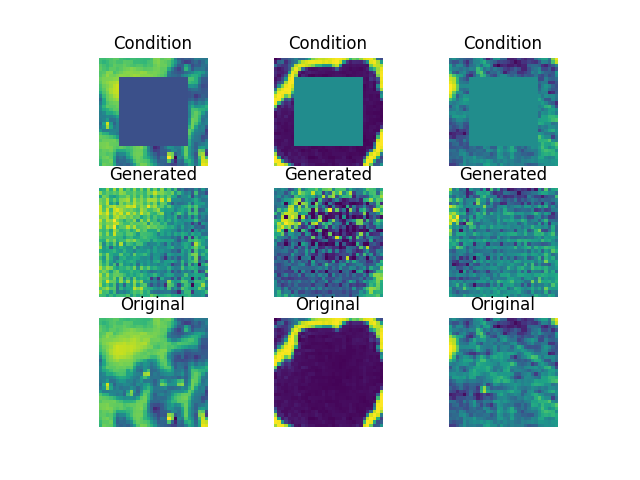 Condition Condition Condition
Generated Generated Generated
Original Original Original